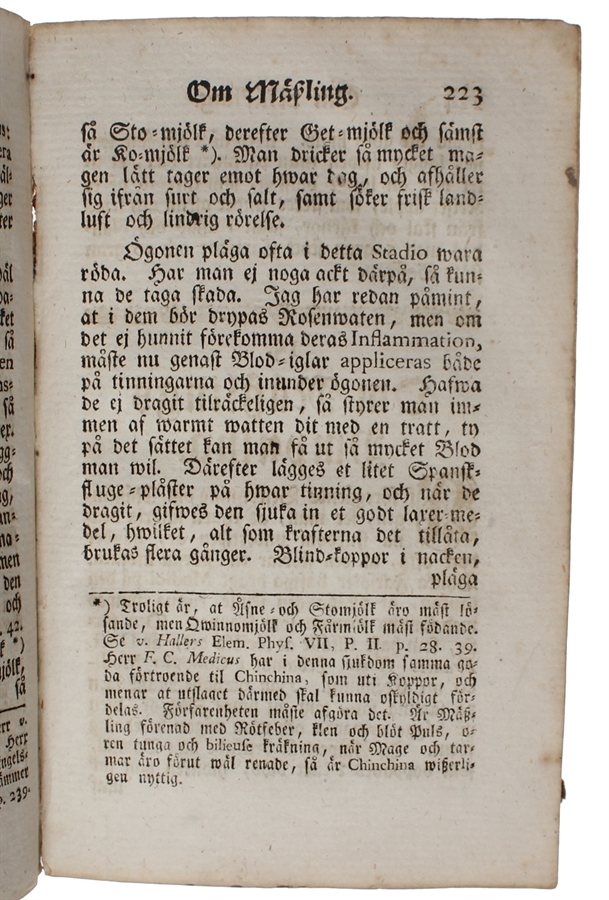 Om Mäßling. 223
så Sto-mjölk, derefter Get-mjölk och sämst
är Ko-mjölk *). Man dricker så mycket ma-
gen lätt tager emot hwar dag, och afhåller
sig ifrån surt och salt, samt söker frisk land-
luft och lindrig rörelse.
Ögonen pläga ofta i detta Stadio wara
röda. Har man ej noga ackt därpå, så kun-
na de taga skada. Jag har redan påmint,
at i dem bör drypas Rosenwaten, men om
det ej hunnit förekomma deras Inflammation,
måste nu genast Blod-iglar appliceras både
på tinningarna och inunder ögonen. Hafwa
de ej dragit tilräckeligen, så styrer man im-
men af warmt watten dit med en tratt, ty
på det sättet kan man få ut så mycket Blod
man wil. Därefter lägges et litet Spansk-
fluge-plåster på hwar tinning, och når de
dragit, gifwes den sjuka in et godt laxer-me-
del, hwilket, alt som krafterna det tillåta,
brukas flera gånger. Blind-koppor i nacken,
pläga
*) Troligt är, at Åsne- och Stomjölk äro mäst lö-
sande, men Qwinnomjölk och Fårmjölk mäst födande.
Se v. Hallers Elem. Phys. VII, P. II. p. 28. 39.
Herr F. C. Medicus har i denna sjukdom samma go-
da förtroende til Chinchina, som uti Koppor, och
menar at utslaget därmed skal kunna oskyldigt för-
delas. Förfarenheten måste afgöra det. Är Mäß-
ling förenad med Rötfeber, klen och blöt Puls, o-
ren tunga och bilieuse kräkning, når Mage och tar-
mar äro förut wäl renade, så är Chinchina wißerli-
gen nyttig.